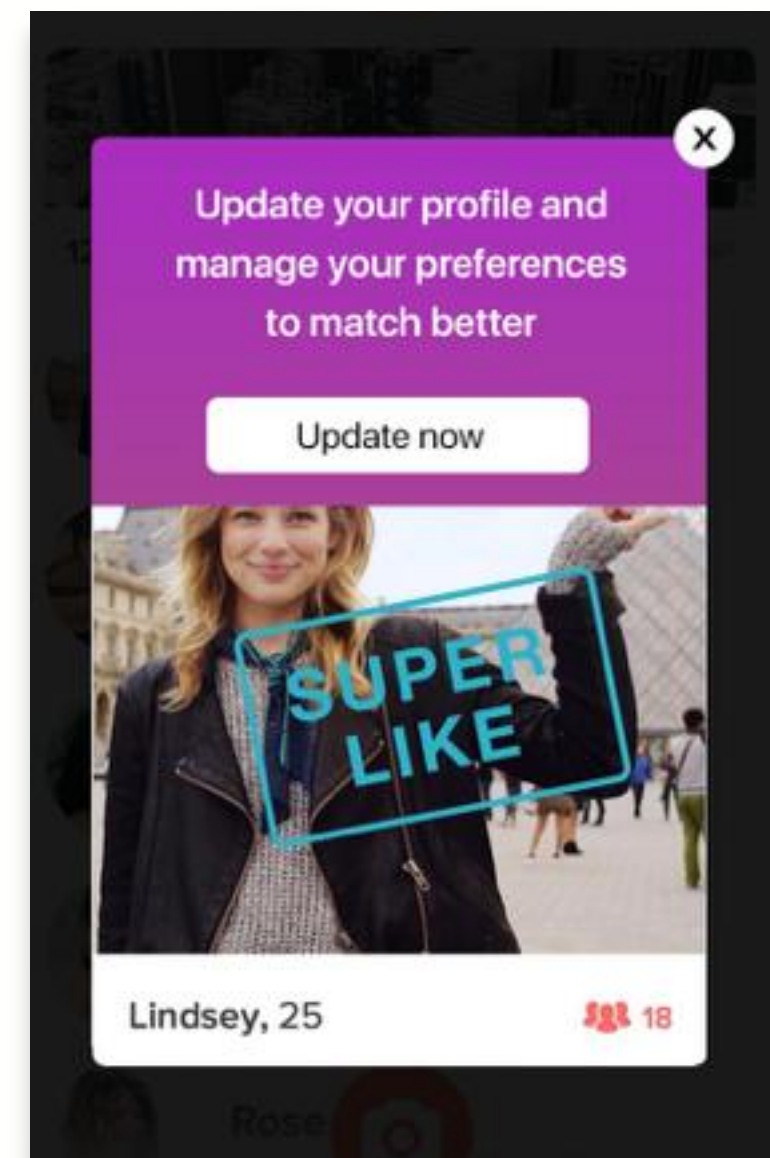 X
Update your profile and
manage your preferences
to match better
Update now
SUPER
LIKE
Lindsey, 25
18
Rose